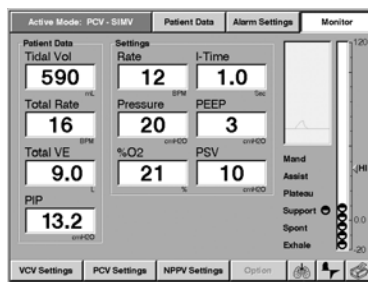 Active Mode: PCV - SIMV
Patient Data
Alarm Settings
Monitor
Patient Data
Tidal Vol
590
mL
Total Rate
16
BPM
Total VE
9.0
L
PIP
13.2
cmH2O
Settings
Rate
12
BPM
I-Time
1.0
Sec
Pressure
20
cmH2O
PEEP
3
cmH2O
%O2
21
%
PSV
10
cmH2O
120
HI
0.0
-20
Mand
Assist
Plateau
Support
Spont
Exhale
VCV Settings
PCV Settings
NPPV Settings
Option